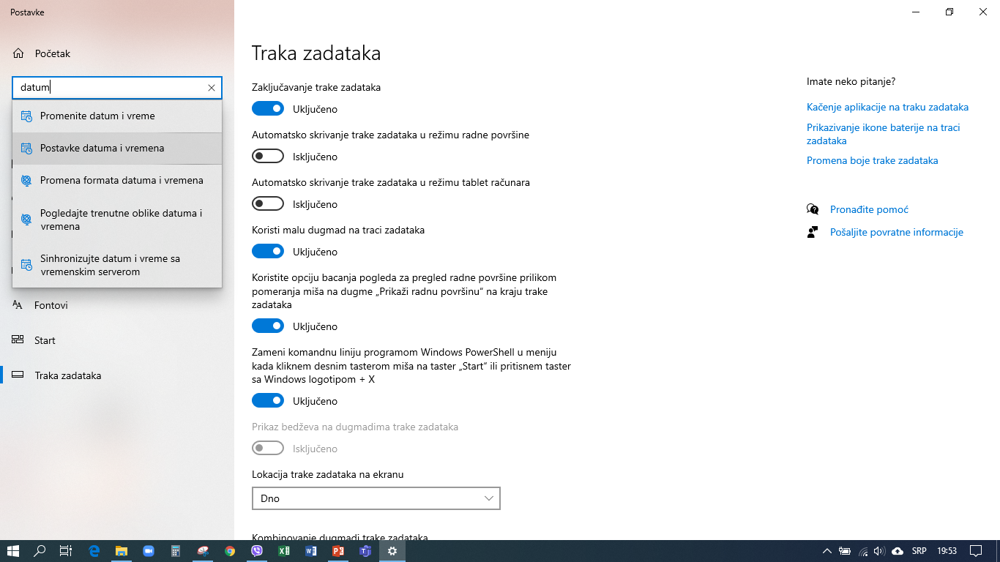 Postavke
Početak
datum
Promenite datum i vreme
Postavke datuma i vremena
Promena formata datuma i vremena
Pogledajte trenutne oblike datuma i
vremena
Sinhronizujte datum i vreme sa
vremenskim serverom
Fontovi
Start
Traka zadataka
Traka zadataka
Zaključavanje trake zadataka
Uključeno
Automatsko skrivanje trake zadataka u režimu radne površine
Isključeno
Automatsko skrivanje trake zadataka u režimu tablet računara
Isključeno
Koristi malu dugmad na traci zadataka
Uključeno
Koristite opciju bacanja pogleda za pregled radne površine prilikom
pomeranja miša na dugme „Prikaži radnu površinu“ na kraju trake
zadataka
Uključeno
Zameni komandnu liniju programom Windows PowerShell u meniju
kada kliknem desnim tasterom miša na taster „Start“ ili pritisnem taster
sa Windows logotipom + X
Uključeno
Prikaz bedževa na dugmadima trake zadataka
Isključeno
Lokacija trake zadataka na ekranu
Dno
Kombinovanje dugmadi trake zadataka
Imate neko pitanje?
Kačenje aplikacije na traku zadataka
Prikazivanje ikone baterije na traci
zadataka
Promena boje trake zadataka
Pronađite pomoć
Pošaljite povratne informacije
SRP
19:53